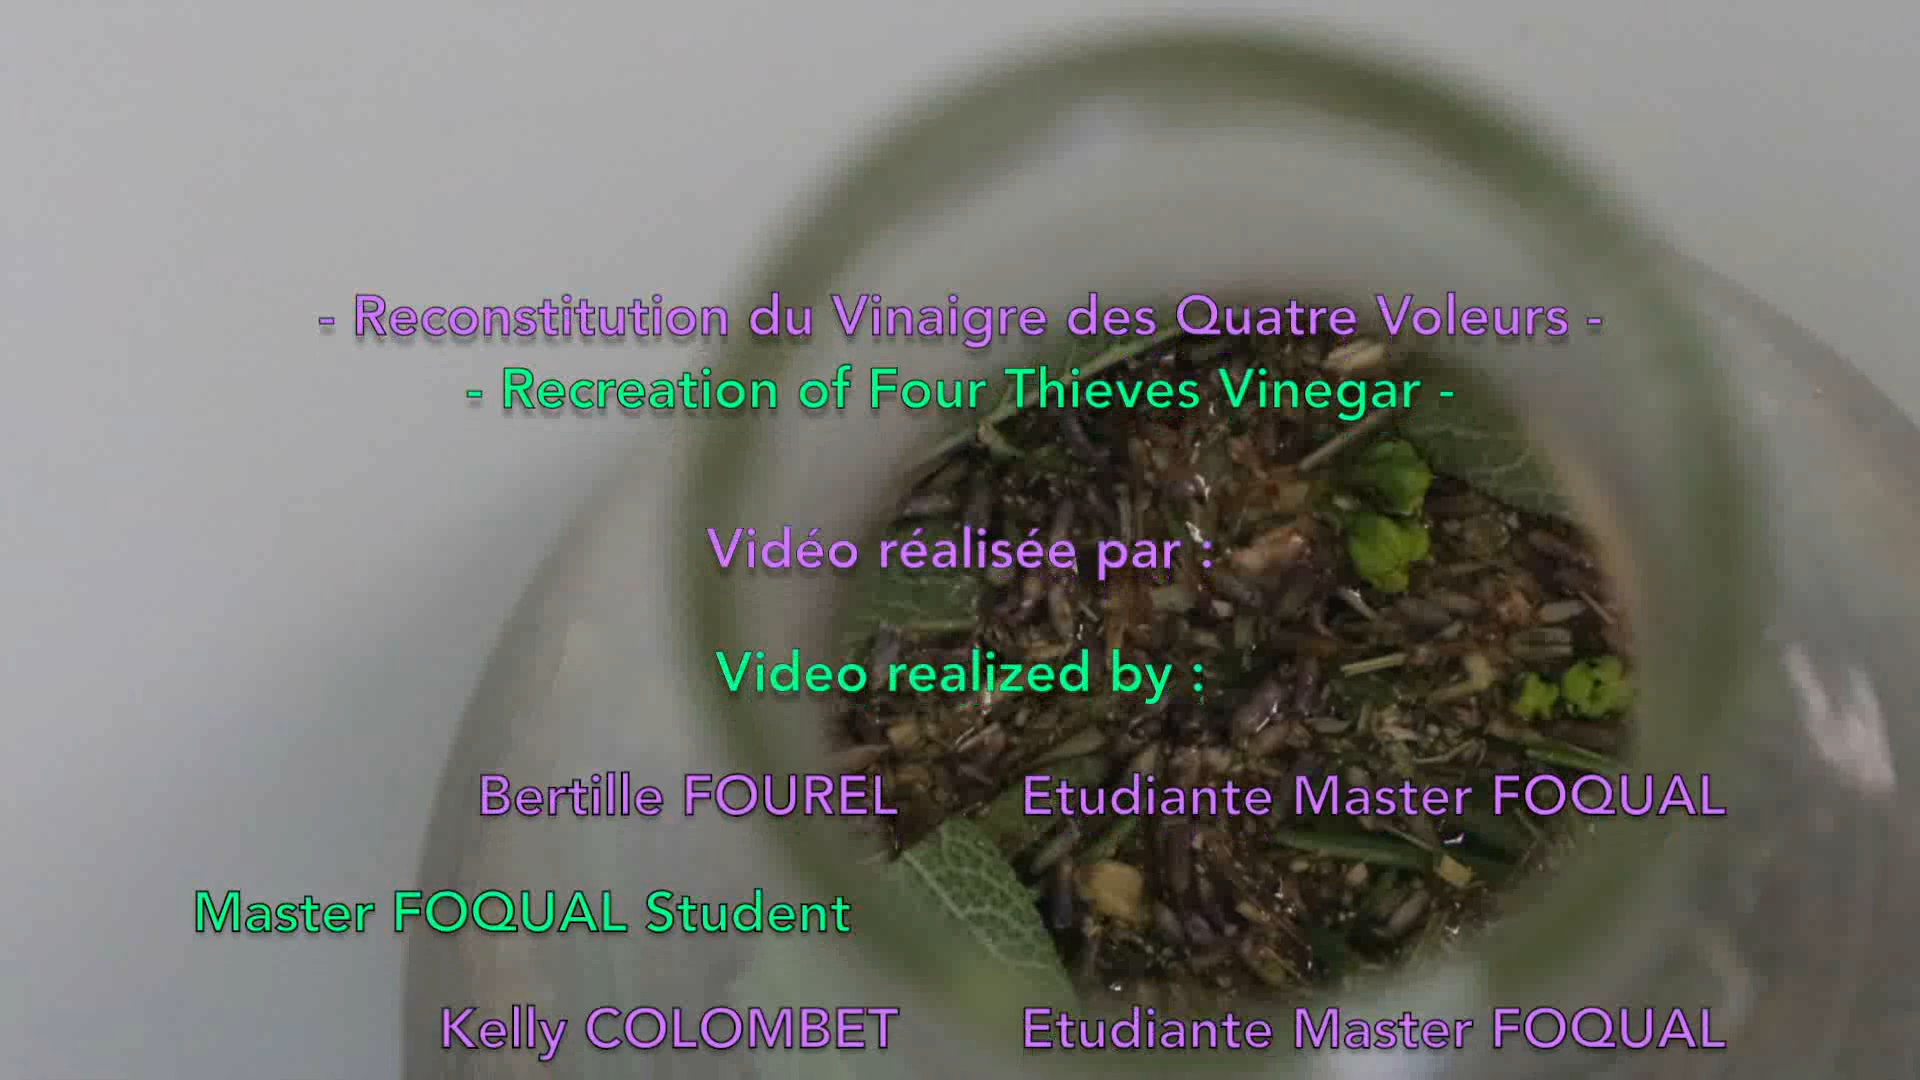 - Reconstitution du Vinaigre des Quatre Voleurs -
- Recreation of Four Thieves Vinegar -
Vidéo réalisée par :
Video realized by :
Bertille FOUREL Etudiante Master FOQUAL
Master FOQUAL Student
Kelly COLOMBET Etudiante Master FOQUAL